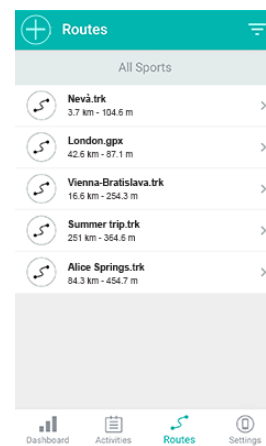 Routes
All Sports
Nevà.trk
3.7 km - 104.6 m
London.gpx
42.6 km - 87.1 m
Vienna-Bratislava.trk
16.6 km - 254.3 m
Summer trip.trk
251 km - 364.6 m
Alice Springs.trk
84.3 km - 454.7 m
Dashboard Activities Routes Settings